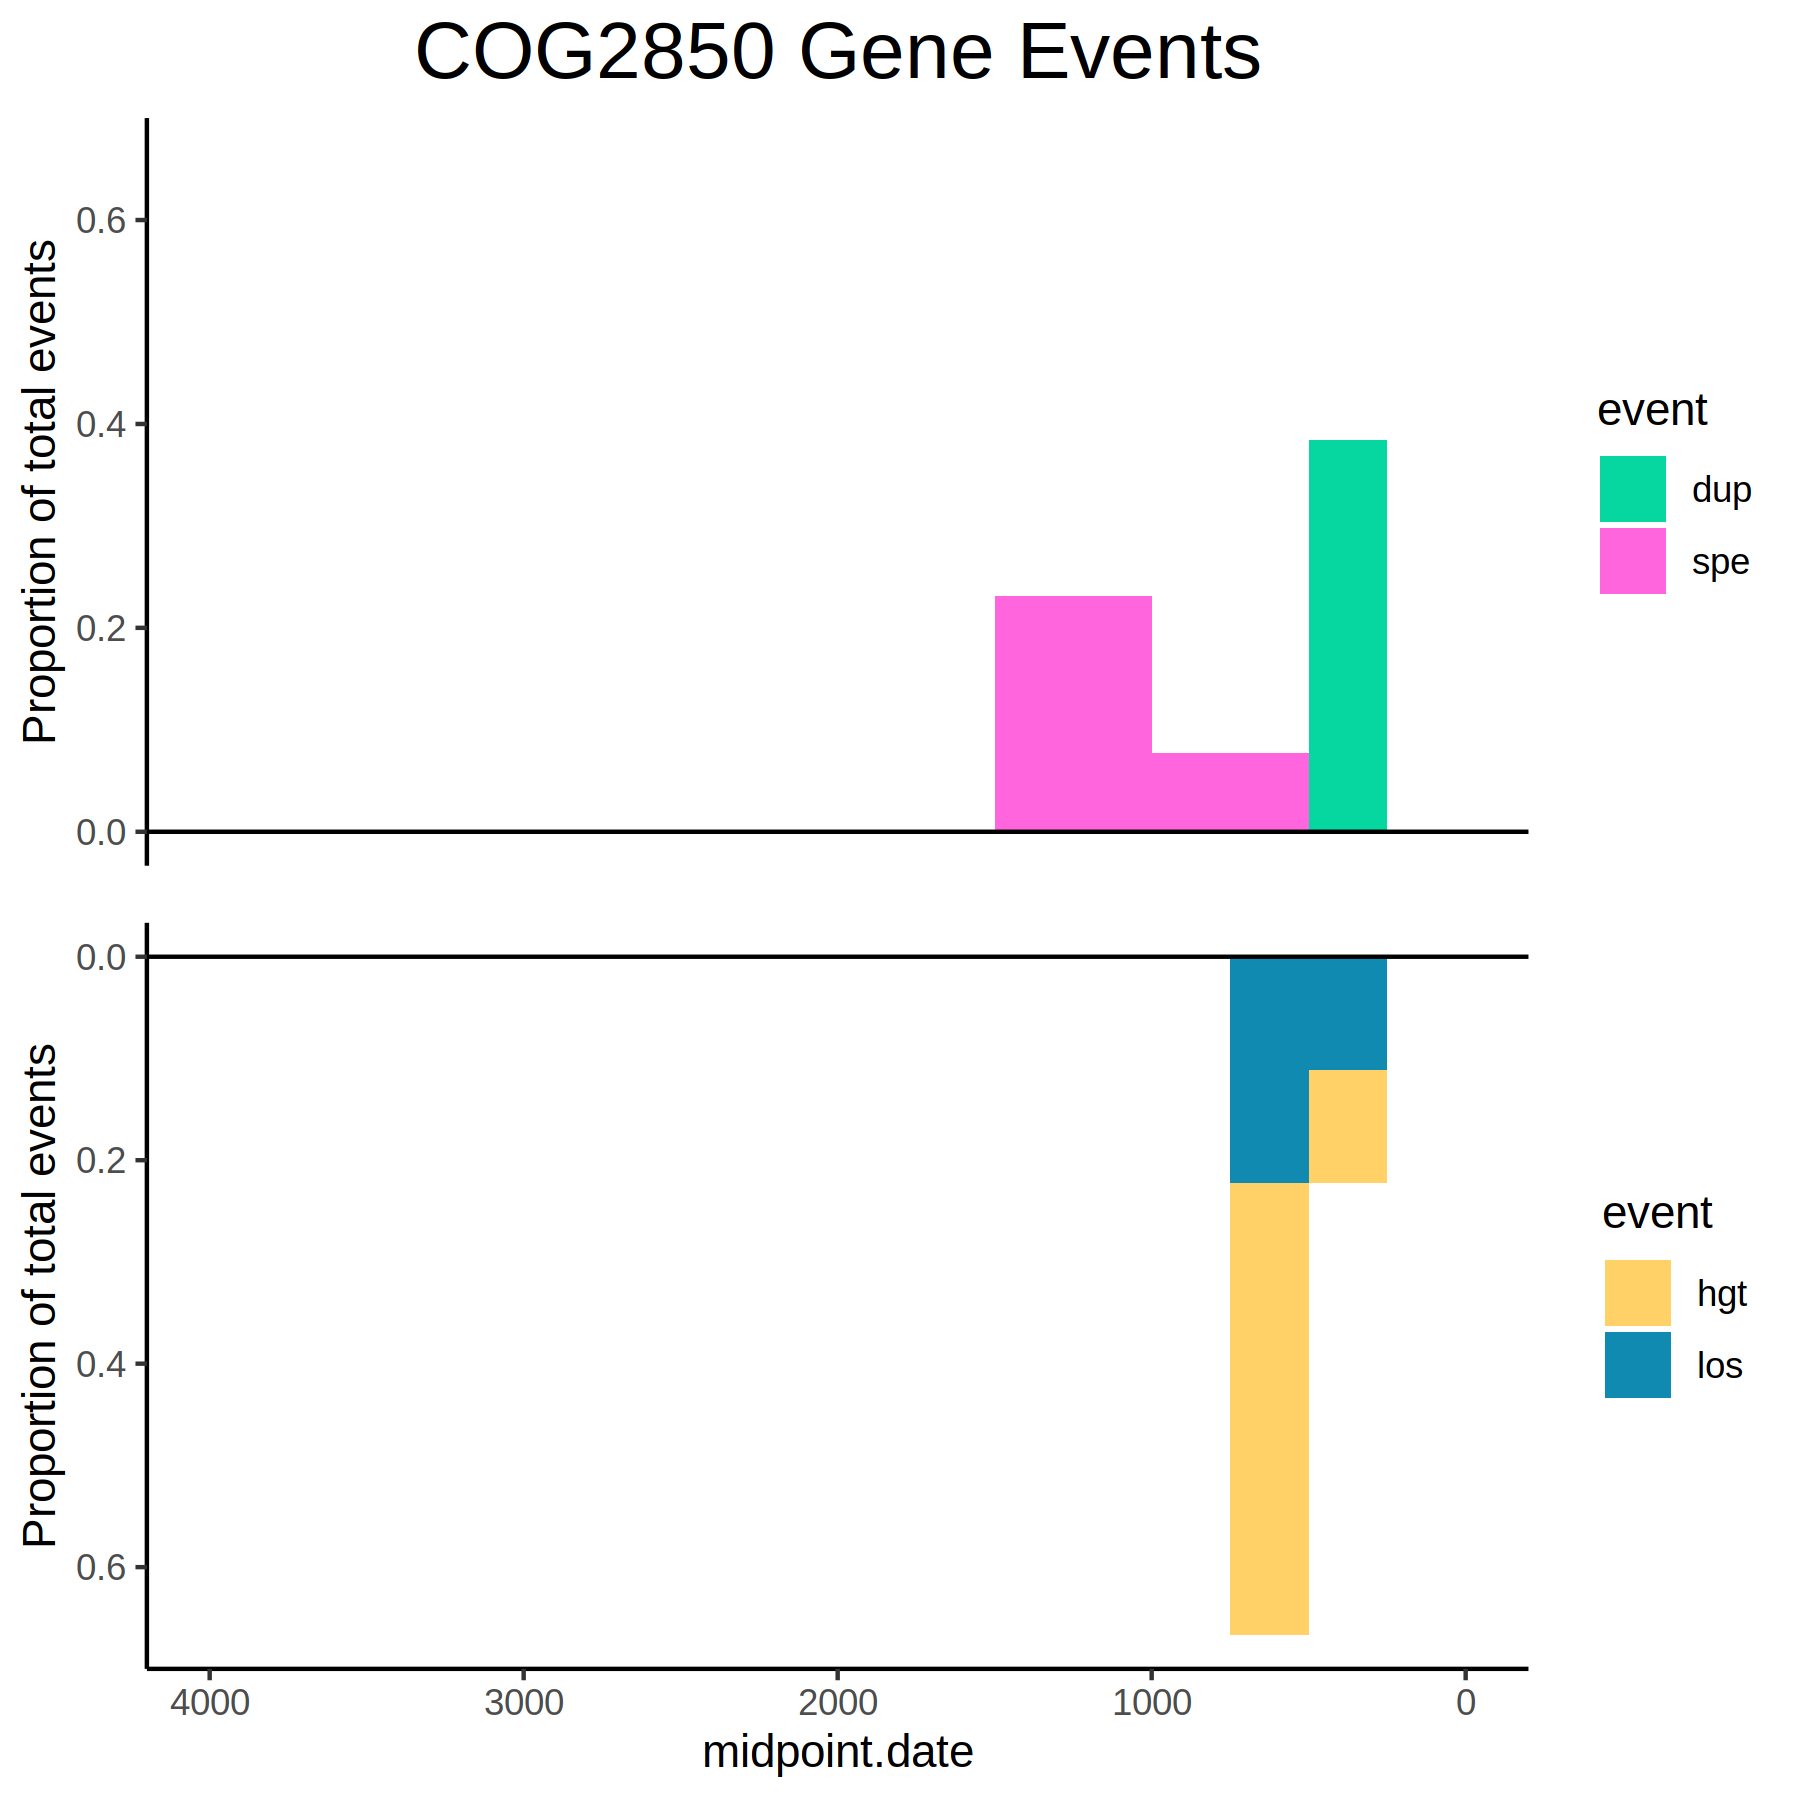 COG2850 Gene Events
Proportion of total events
0.6
0.4
0.2
0.0
event
dup
spe
Proportion of total events
0.0
0.2
0.4
0.6
event
hgt
los
4000 3000 2000 1000 0
midpoint.date